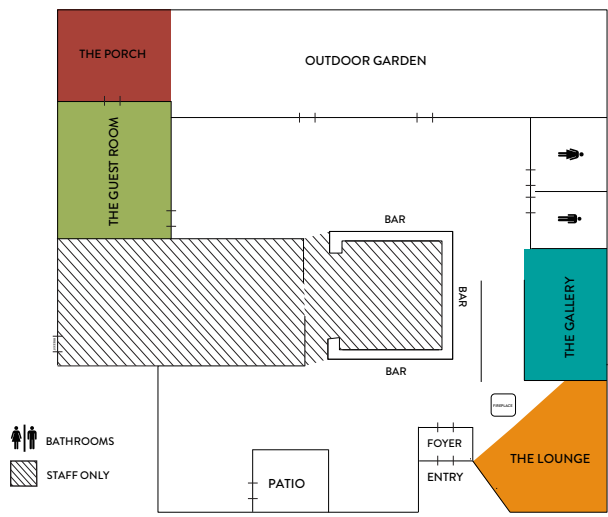 THE PORCH
OUTDOOR GARDEN
THE GUEST ROOM
BAR
BAR
THE GALLERY
BAR
FIREPLACE
BATHROOMS
FOYER
THE LOUNGE
STAFF ONLY
ENTRY
PATIO